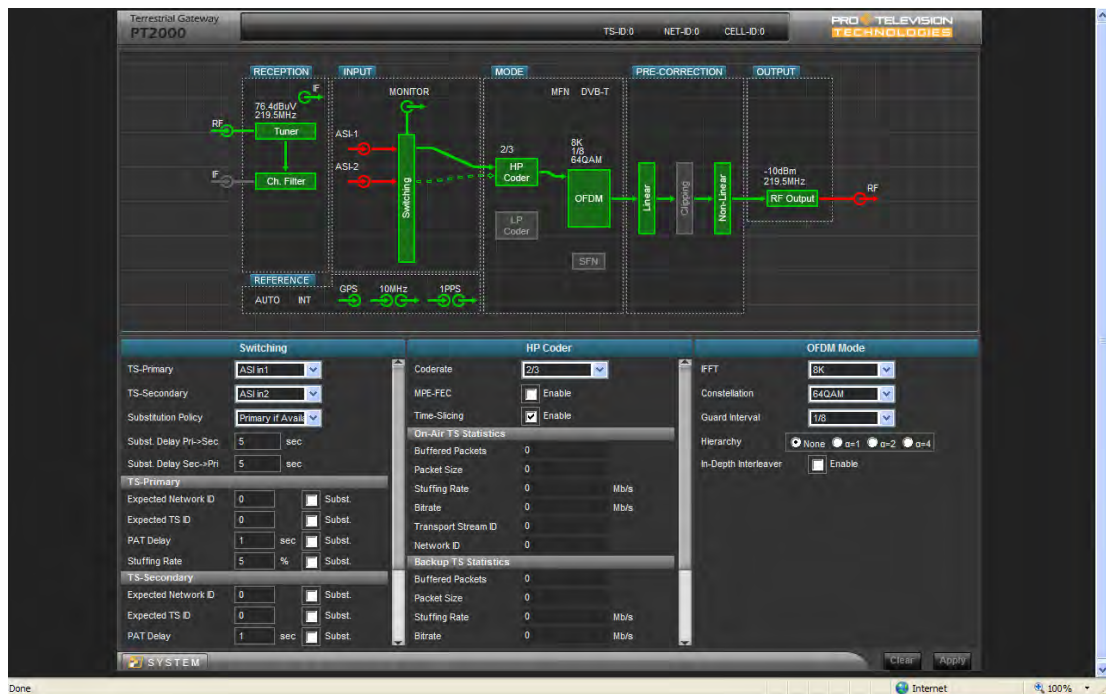 Terrestrial Gateway
PT2000
TS-ID:0 NET-ID:0 CELL-ID:0
PRO TELEVISION
TECHNOLOGIES
RECEPTION INPUT MODE PRE-CORRECTION OUTPUT
IF
76.4dBuV
219.5MHz
RF
Tuner
IF
Ch. Filter
MONITOR
ASI-1
ASI-2
Switching
MFN DVB-T
2/3
HP
Coder
LP
Coder
8K
1/8
64QAM
OFDM
SFN
Linear
Clipping
Non-Linear
-10dBm
219.5MHz
RF Output
RF
REFERENCE
AUTO INT
GPS 10MHz 1PPS
Switching
TS-Primary ASI in1
TS-Secondary ASI in2
Substitution Policy Primary if Availa
Subst. Delay Pri->Sec 5 sec
Subst. Delay Sec->Pri 5 sec
TS-Primary
Expected Network ID 0 Subst.
Expected TS ID 0 Subst.
PAT Delay 1 sec Subst.
Stuffing Rate 5 % Subst.
TS-Secondary
Expected Network ID 0 Subst.
Expected TS ID 0 Subst.
PAT Delay 1 sec Subst.
HP Coder
Coderate 2/3
MPE-FEC Enable
Time-Slicing Enable
On-Air TS Statistics
Buffered Packets 0
Packet Size 0
Stuffing Rate 0 Mb/s
Bitrate 0 Mb/s
Transport Stream ID 0
Network ID 0
Backup TS Statistics
Buffered Packets 0
Packet Size 0
Stuffing Rate 0 Mb/s
Bitrate 0 Mb/s
OFDM Mode
IFFT 8K
Constellation 64QAM
Guard Interval 1/8
Hierarchy None α=1 α=2 α=4
In-Depth Interleaver Enable
SYSTEM
Clear Apply
Done Internet 100%